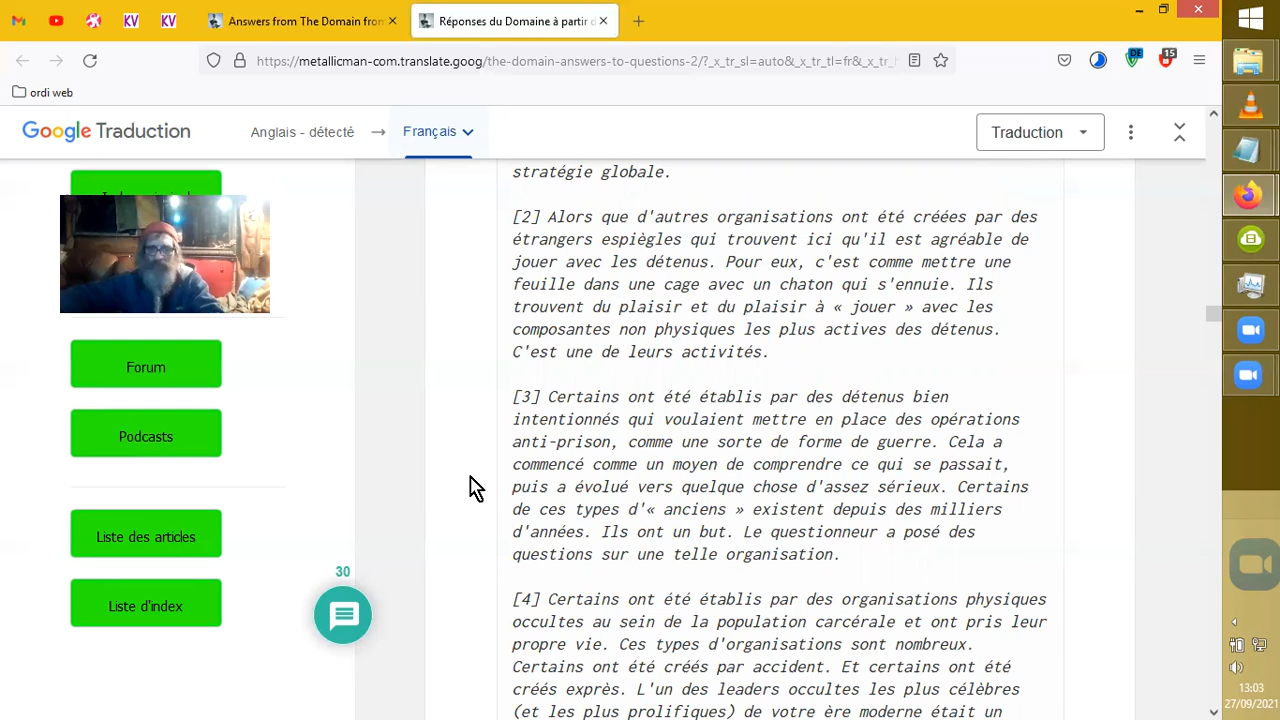 Answers from The Domain fron
Réponses du Domaine à partir d
https://metallicman-com.translate.goog/the-domain-answers-to-questions-2/?_x_tr_sl=auto&_x_tr_tl=fr&_x_tr_h
DE
15
ordi web
Google Traduction
Anglais - détecté
Français
Traduction
Forum
Podcasts
Liste des articles
Liste d'index
30
stratégie globale.
[2] Alors que d'autres organisations ont été créées par des
étrangers espiègles qui trouvent ici qu'il est agréable de
jouer avec les détenus. Pour eux, c'est comme mettre une
feuille dans une cage avec un chaton qui s'ennuie. Ils
trouvent du plaisir et du plaisir à « jouer » avec les
composantes non physiques les plus actives des détenus.
C'est une de leurs activités.
[3] Certains ont été établis par des détenus bien
intentionnés qui voulaient mettre en place des opérations
anti-prison, comme une sorte de forme de guerre. Cela a
commencé comme un moyen de comprendre ce qui se passait,
puis a évolué vers quelque chose d'assez sérieux. Certains
de ces types d'« anciens » existent depuis des milliers
d'années. Ils ont un but. Le questionneur a posé des
questions sur une telle organisation.
[4] Certains ont été établis par des organisations physiques
occultes au sein de la population carcérale et ont pris leur
propre vie. Ces types d'organisations sont nombreux.
Certains ont été créés par accident. Et certains ont été
créés exprès. L'un des leaders occultes les plus célèbres
(et les plus prolifiques) de votre ère moderne était un
13:03
27/09/2021